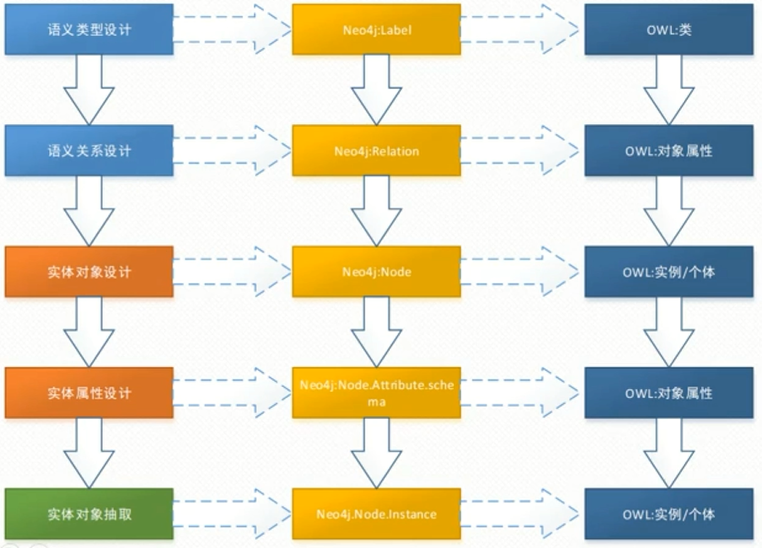 语义类型设计
Neo4j:Label
OWL:类
语义关系设计
Neo4j:Relation
OWL:对象属性
实体对象设计
Neo4j:Node
OWL:实例/个体
实体属性设计
Neo4j:Node.Attribute.sche
ma
OWL:对象属性
实体对象抽取
Neo4j.Node.Instance
OWL:实例/个体